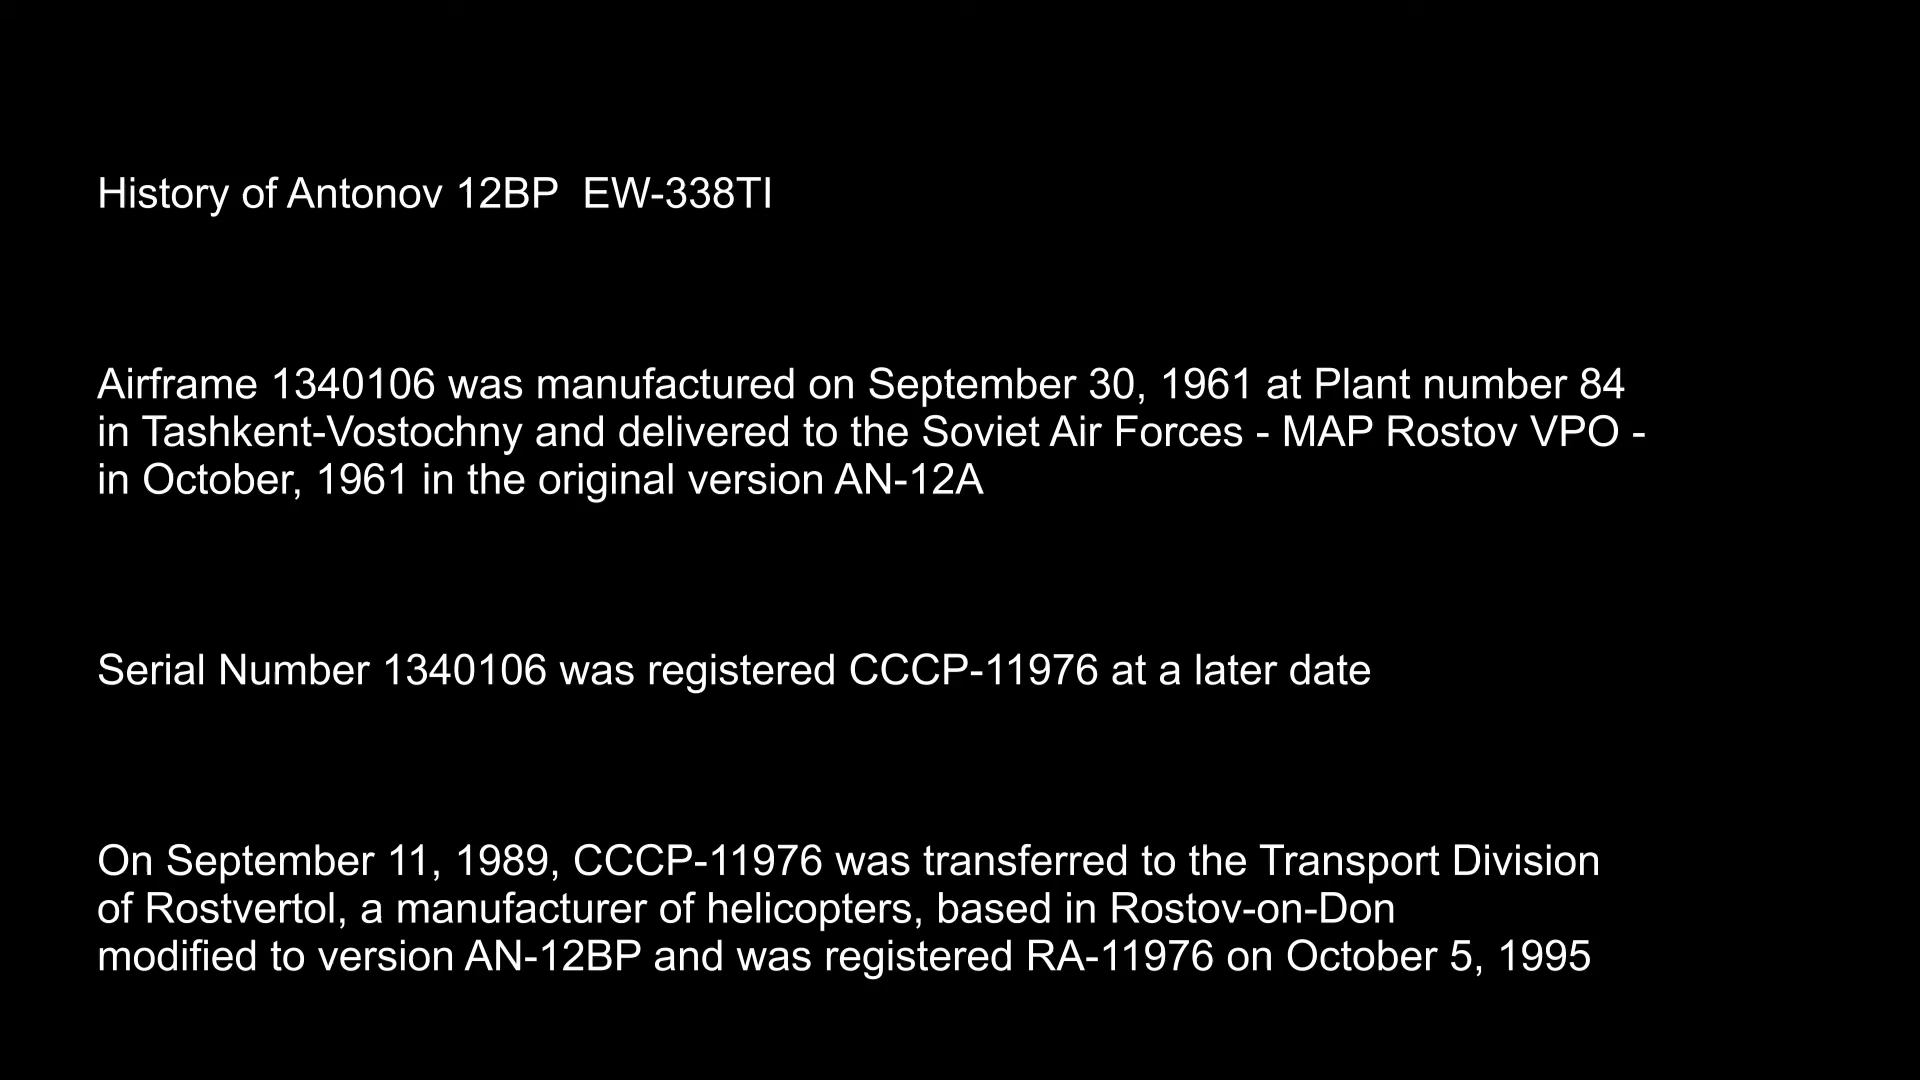 History of Antonov 12BP  EW-338TI
Airframe 1340106 was manufactured on September 30, 1961 at Plant number 84
in Tashkent-Vostochny and delivered to the Soviet Air Forces - MAP Rostov VPO -
in October, 1961 in the original version AN-12A
Serial Number 1340106 was registered CCCP-11976 at a later date
On September 11, 1989, CCCP-11976 was transferred to the Transport Division
of Rostvertol, a manufacturer of helicopters, based in Rostov-on-Don
modified to version AN-12BP and was registered RA-11976 on October 5, 1995